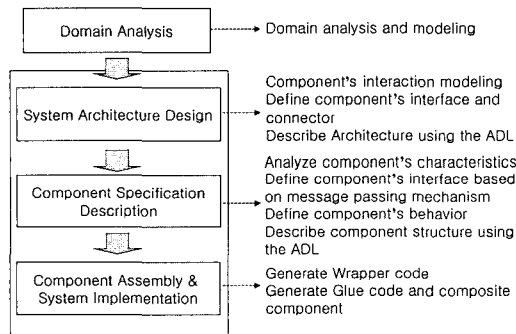 Domain Analysis
Domain analysis and modeling
System Architecture Design
Component's interaction modeling
Define component's interface and
connector
Describe Architecture using the ADL
Component Specification
Description
Analyze component's characteristics
Define component's interface based
on message passing mechanism
Define component's behavior
Describe component structure using
the ADL
Component Assembly &
System Implementation
Generate Wrapper code
Generate Glue code and composite
component